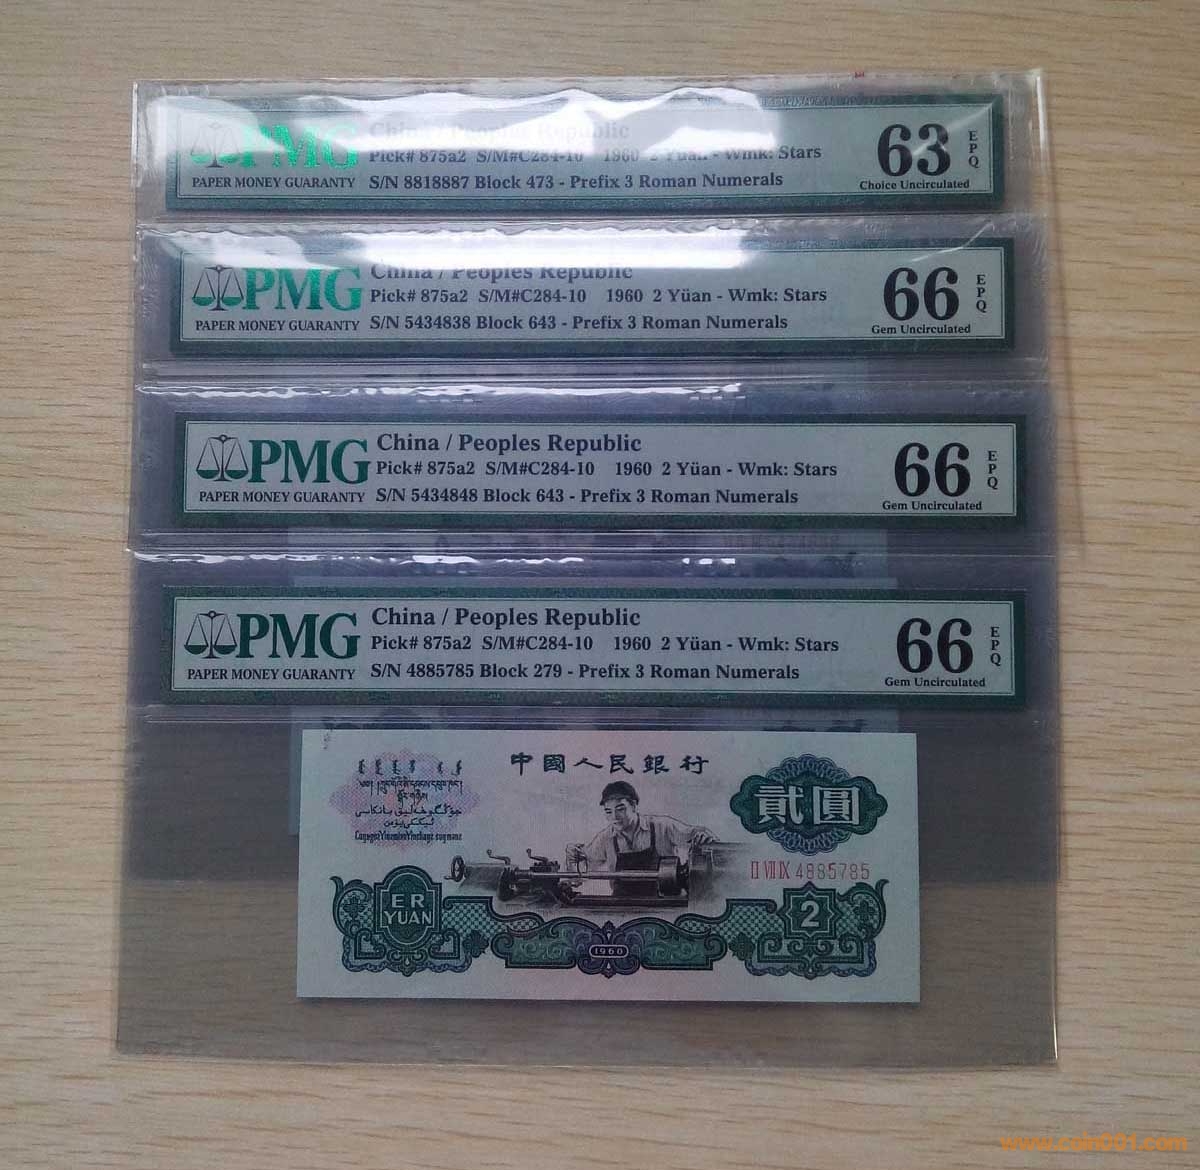 China / Peoples Republic
PMG
Pick# 875a2 S/M#C284-10 1960 2 Yüan - Wmk: Stars
63
EPQ
PAPER MONEY GUARANTY
S/N 8818887 Block 473 - Prefix 3 Roman Numerals
Choice Uncirculated
China / Peoples Republic
PMG
Pick# 875a2 S/M#C284-10 1960 2 Yüan - Wmk: Stars
66
EPQ
PAPER MONEY GUARANTY
S/N 5434838 Block 643 - Prefix 3 Roman Numerals
Gem Uncirculated
China / Peoples Republic
PMG
Pick# 875a2 S/M#C284-10 1960 2 Yüan - Wmk: Stars
66
EPQ
PAPER MONEY GUARANTY
S/N 5434848 Block 643 - Prefix 3 Roman Numerals
Gem Uncirculated
China / Peoples Republic
PMG
Pick# 875a2 S/M#C284-10 1960 2 Yüan - Wmk: Stars
66
EPQ
PAPER MONEY GUARANTY
S/N 4885785 Block 279 - Prefix 3 Roman Numerals
Gem Uncirculated
中國人民銀行
貳圓
II VII IX 4885785
ER
YUAN
2
1960
www.coin001.com